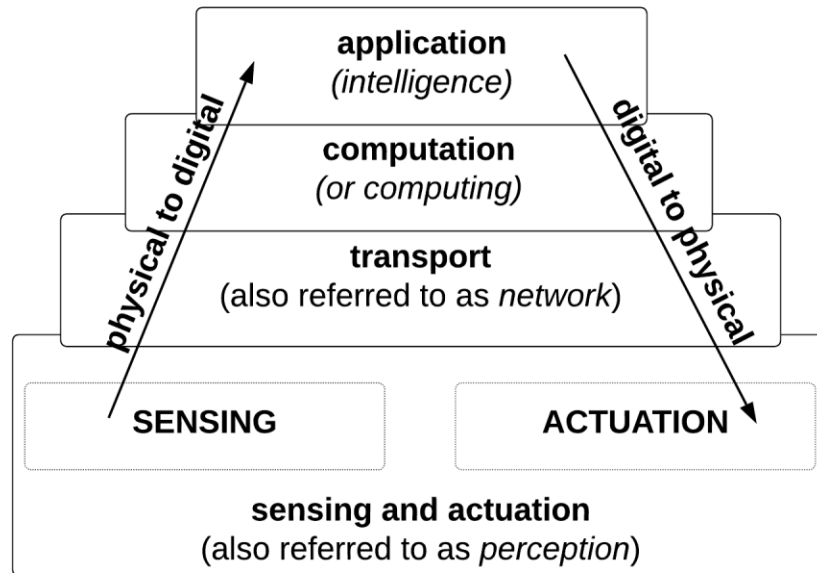 application
(intelligence)
computation
(or computing)
transport
(also referred to as network)
physical to digital
digital to physical
SENSING
ACTUATION
sensing and actuation
(also referred to as perception)